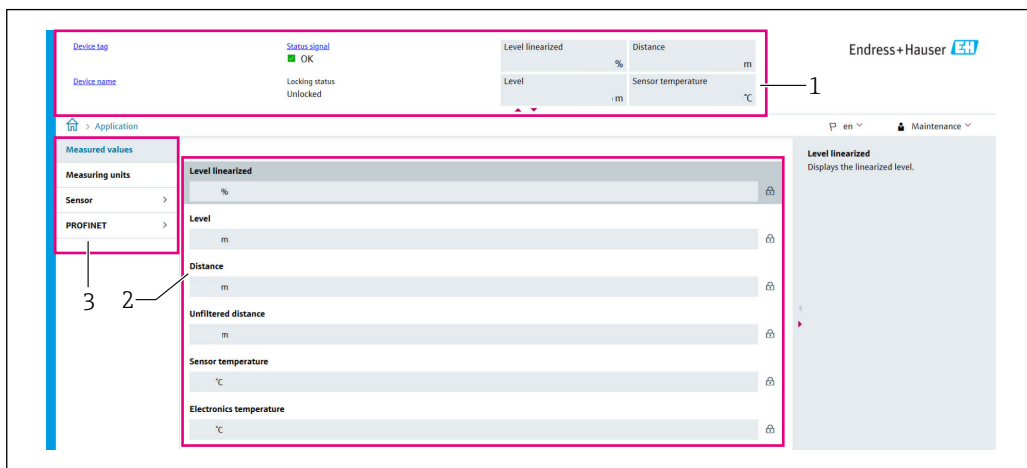 Device tag
Status signal
OK
Level linearized
%
Distance
m
Endress+Hauser EH
Device name
Locking status
Unlocked
Level
m
Sensor temperature
°C
1
> Application
en
Maintenance
Measured values
Measuring units
Sensor >
PROFINET >
3
2
Level linearized
%
Level
m
Distance
m
Unfiltered distance
m
Sensor temperature
°C
Electronics temperature
°C
Level linearized
Displays the linearized level.